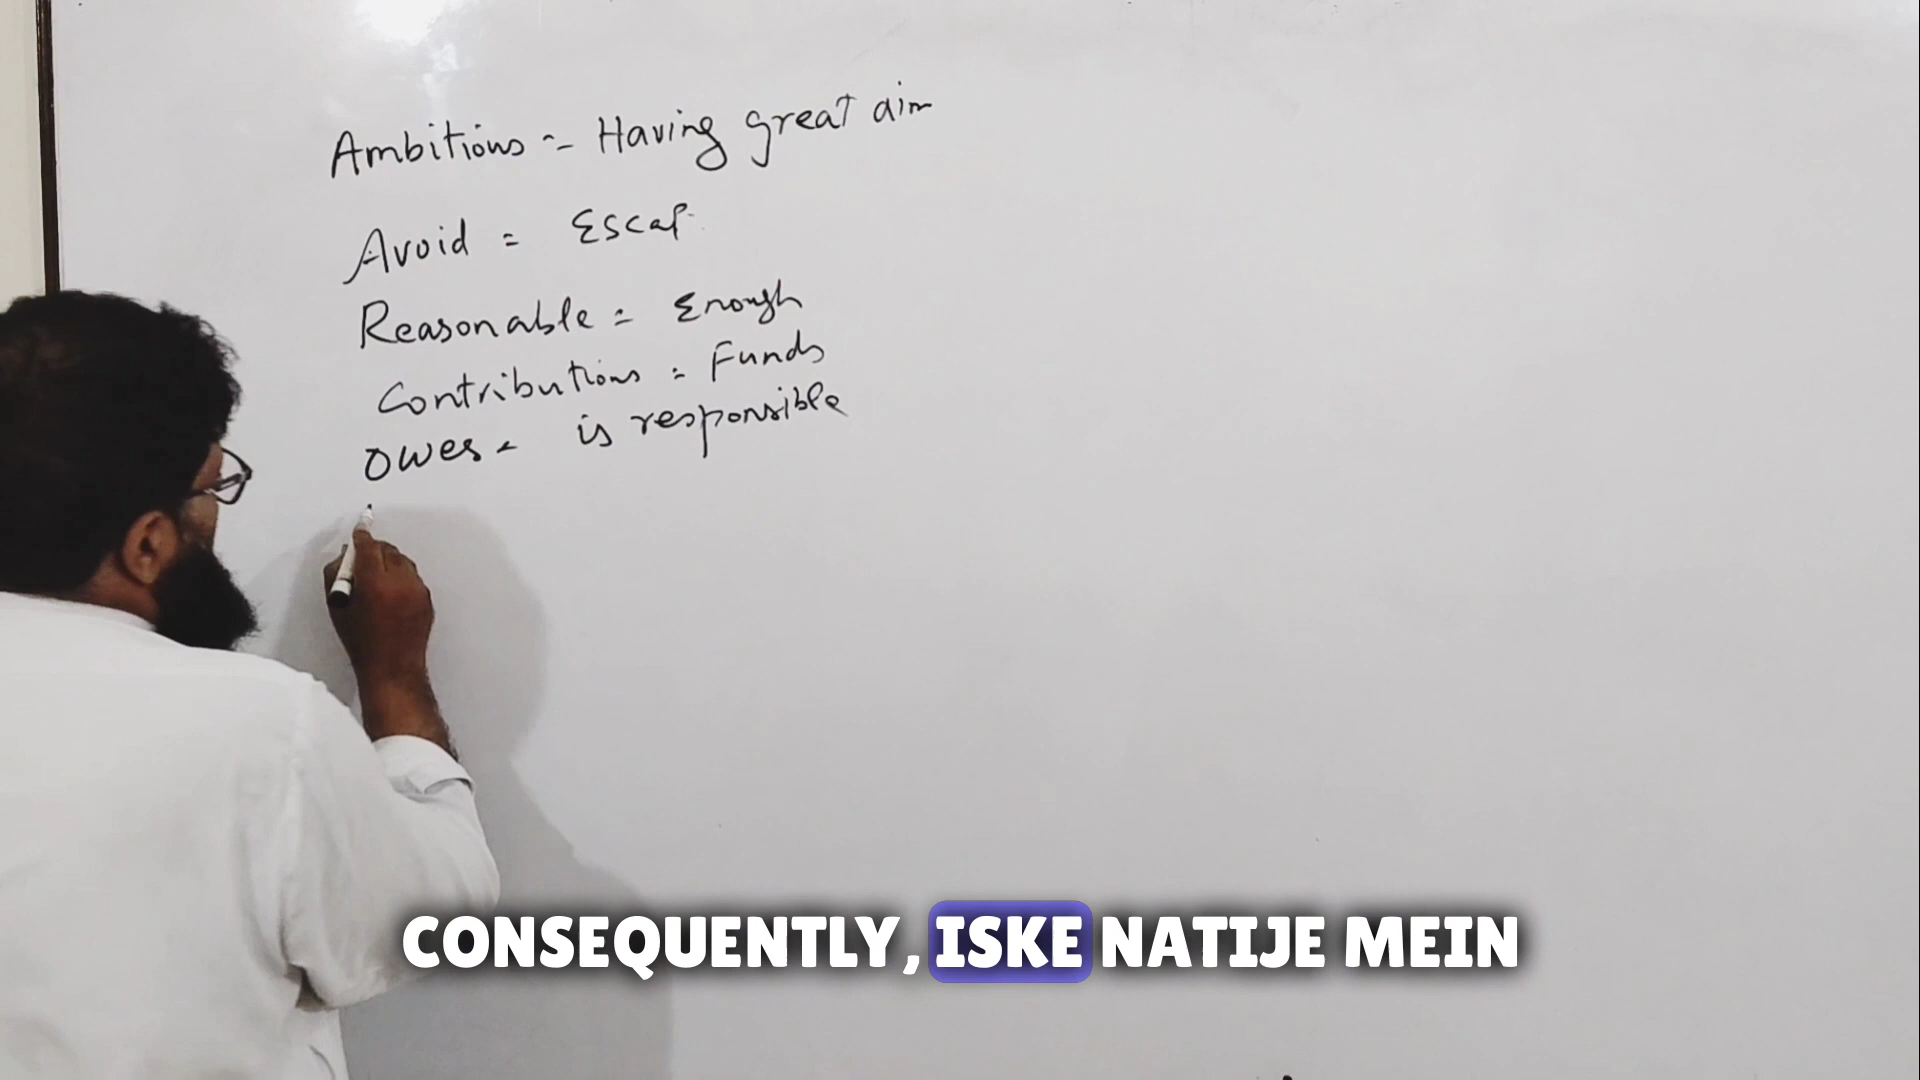 Ambitions = Having great aim
Avoid = Escap
Reasonable = Enough
Contributions = Funds
Owes = is responsible
CONSEQUENTLY, ISKE NATIJE MEIN